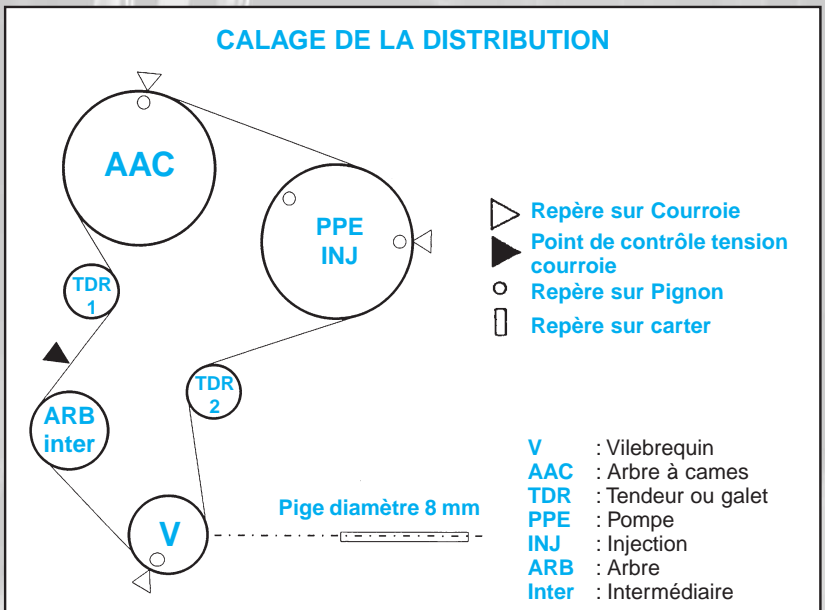 CALAGE DE LA DISTRIBUTION
AAC
PPE
INJ
TDR
1
TDR
2
ARB
inter
V
Pige diamètre 8 mm
Repère sur Courroie
Point de contrôle tension
courroie
Repère sur Pignon
Repère sur carter
V : Vilebrequin
AAC : Arbre à cames
TDR : Tendeur ou galet
PPE : Pompe
INJ : Injection
ARB : Arbre
Inter : Intermédiaire